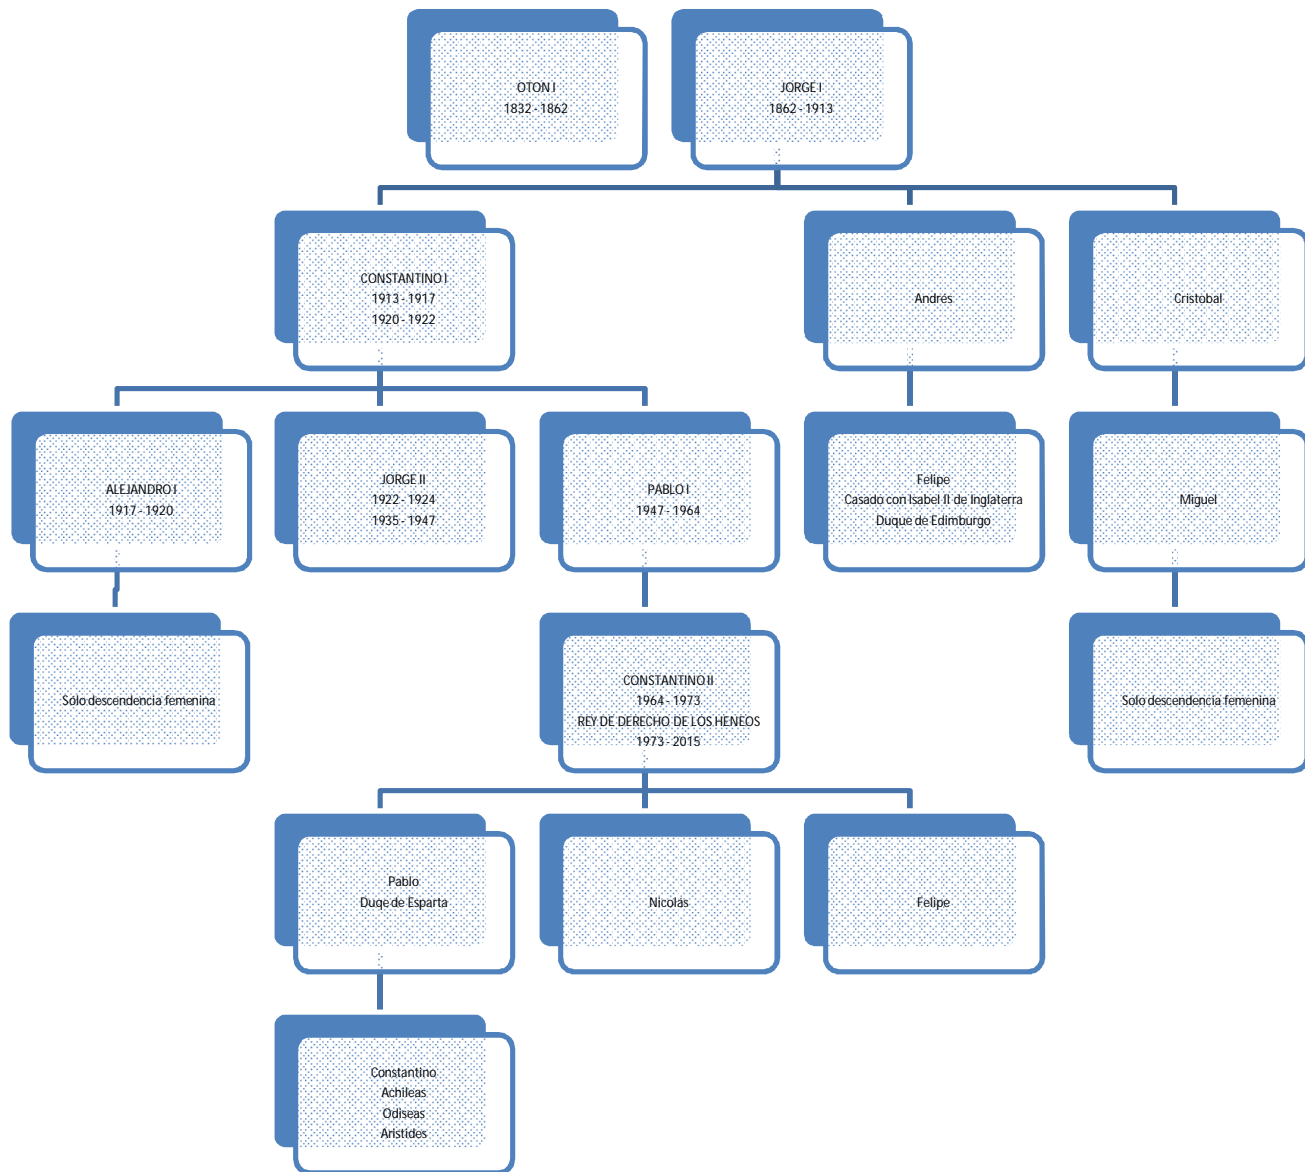 OTON I
1832 - 1862
JORGE I
1862 - 1913
CONSTANTINO I
1913 - 1917
1920 - 1922
Andrés
Cristobal
ALEJANDRO I
1917 - 1920
JORGE II
1922 - 1924
1935 - 1947
PABLO I
1947 - 1964
Felipe
Casado con Isabel II de Inglaterra
Duque de Edimburgo
Miguel
Sólo descendencia femenina
CONSTANTINO II
1964 - 1973
REY DE DERECHO DE LOS HENEOS
1973 - 2015
Solo descendencia femenina
Pablo
Duqe de Esparta
Nicolás
Felipe
Constantino
Achileas
Odiseas
Aristides